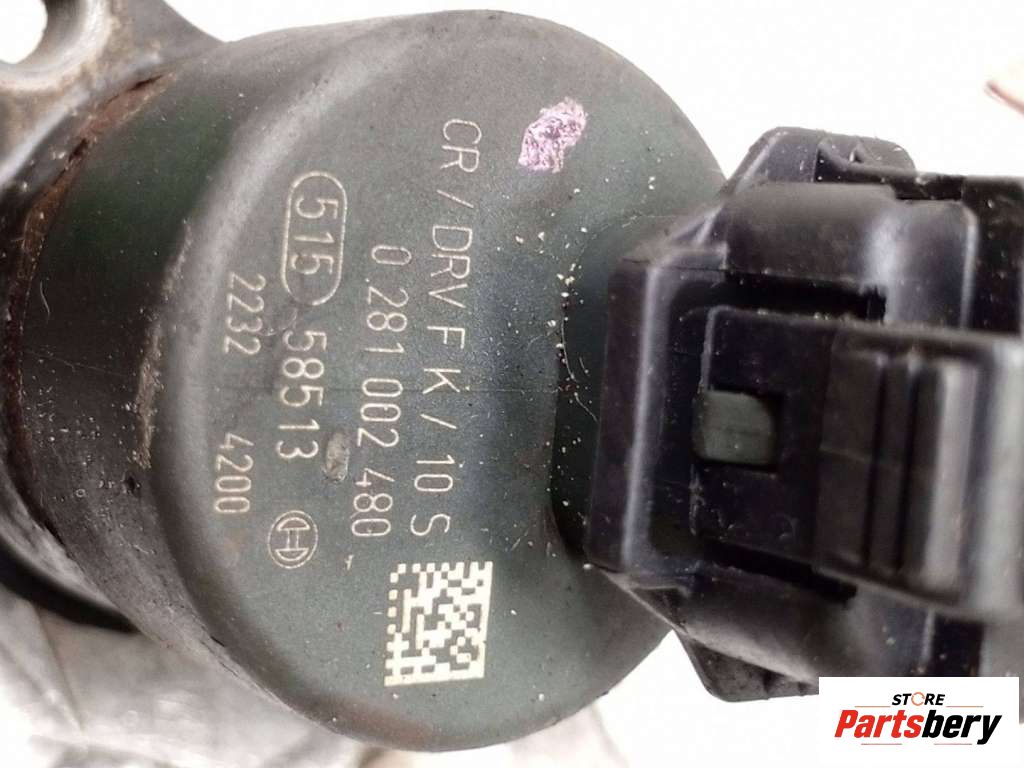 CR / DRV F K / 10 S
0 281 002 480
515 58513
2232 4200
STORE
Partsbery